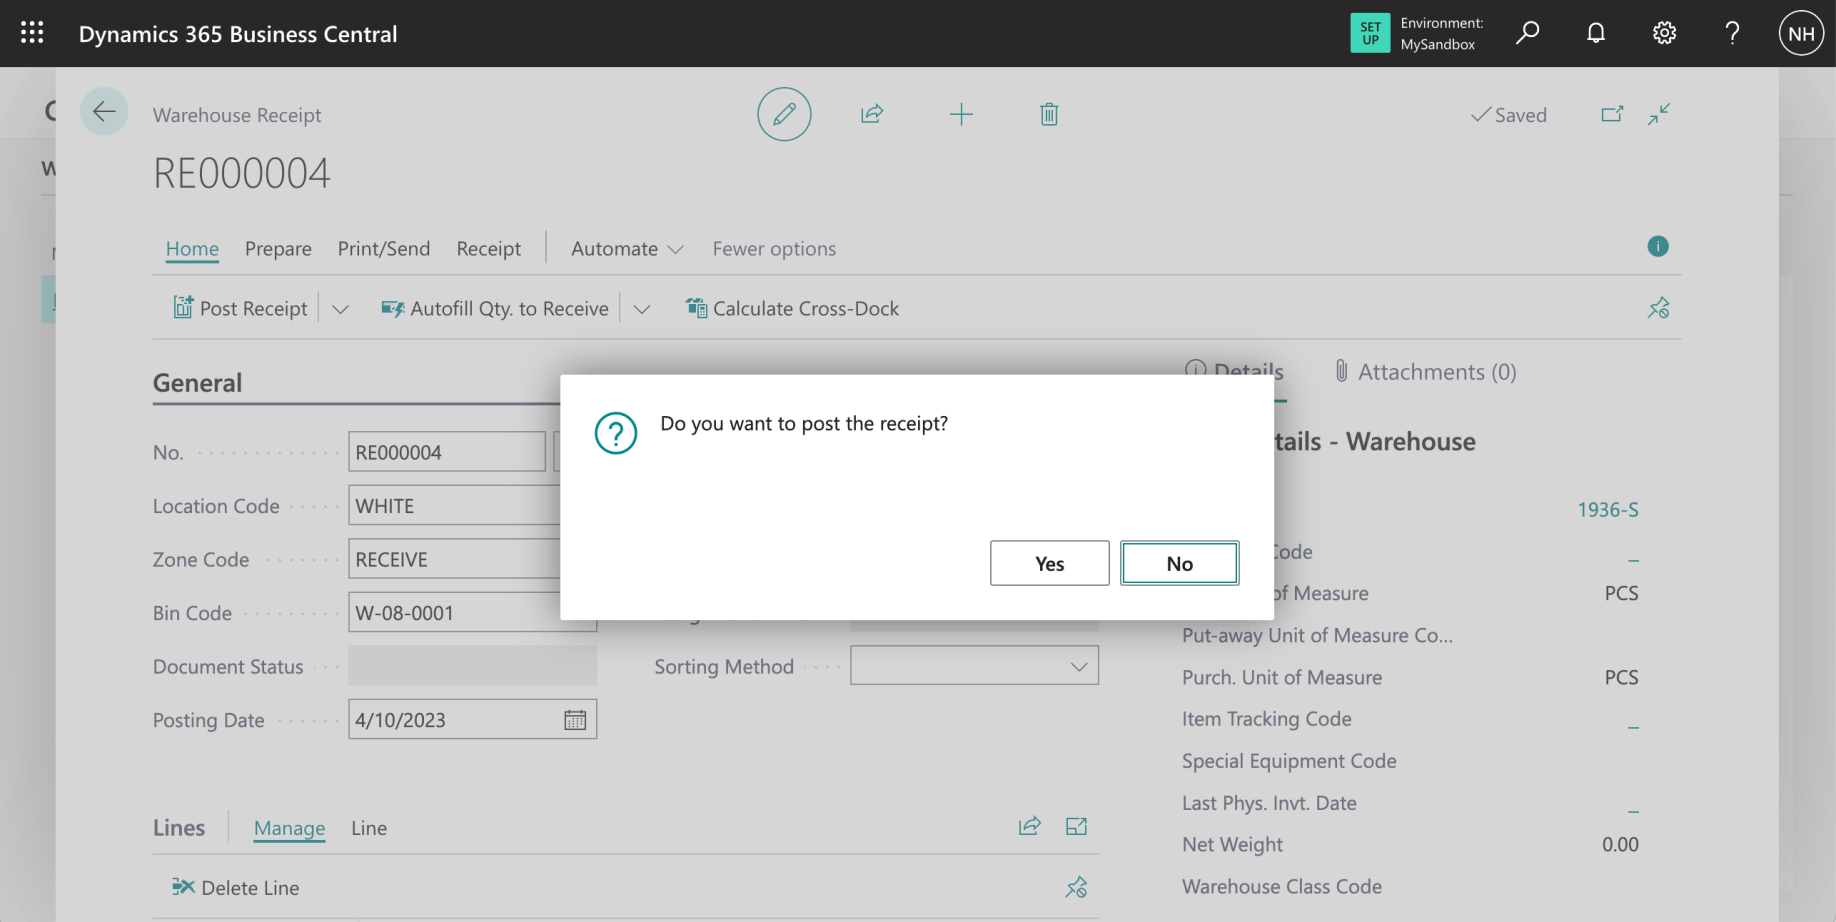 Dynamics 365 Business Central
SET
UP
Environment:
MySandbox
NH
Warehouse Receipt
Saved
RE000004
Home Prepare Print/Send Receipt Automate Fewer options
Post Receipt Autofill Qty. to Receive Calculate Cross-Dock
General
Details Attachments (0)
Do you want to post the receipt?
Yes No
No. RE000004
Location Code WHITE
Zone Code RECEIVE
Bin Code W-08-0001
Document Status
Posting Date 4/10/2023
Sorting Method
tails - Warehouse
1936-S
Code _
of Measure PCS
Put-away Unit of Measure Co...
Purch. Unit of Measure PCS
Item Tracking Code _
Special Equipment Code
Last Phys. Invt. Date _
Net Weight 0.00
Warehouse Class Code
Lines Manage Line
Delete Line